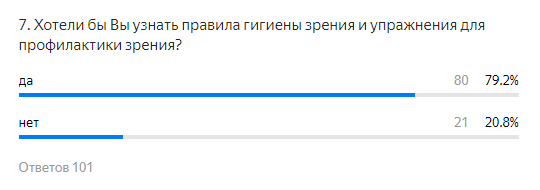 7. Хотели бы Вы узнать правила гигиены зрения и упражнения для
профилактики зрения?
да 80 79.2%
нет 21 20.8%
Ответов 101